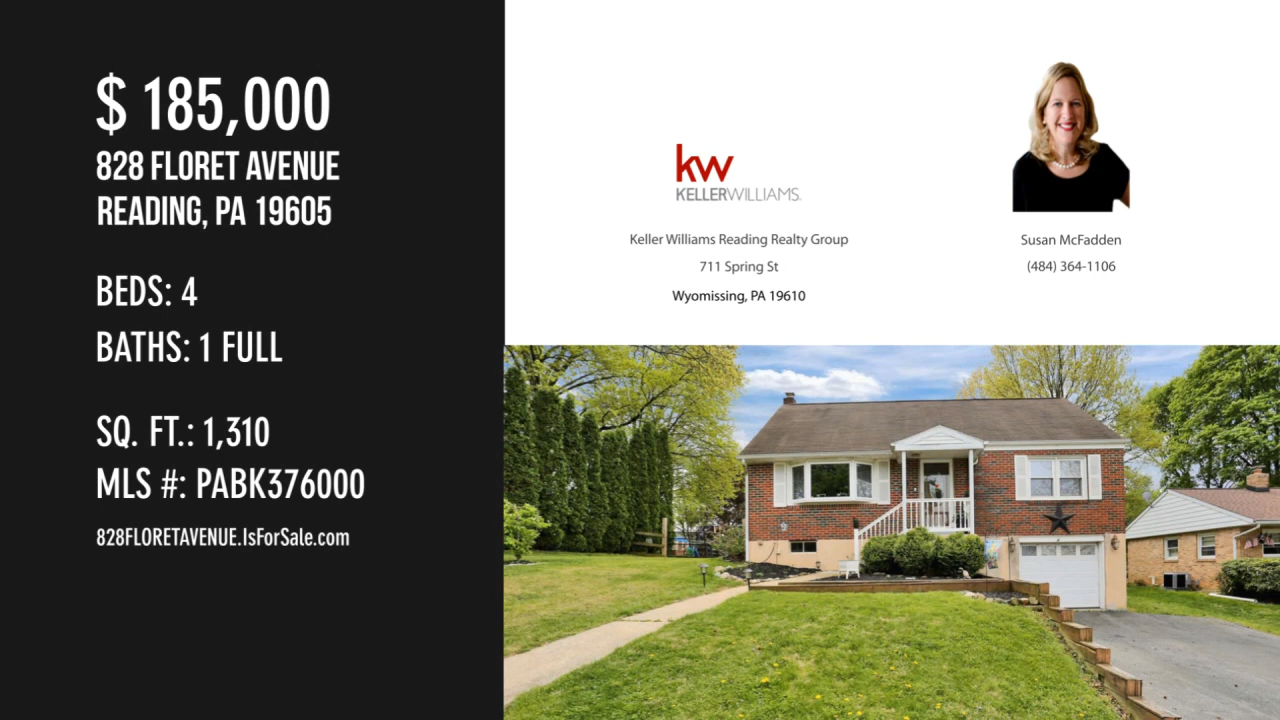 $ 185,000
828 FLORET AVENUE
READING, PA 19605
BEDS: 4
BATHS: 1 FULL
SQ. FT.: 1,310
MLS #: PABK376000
828FLORETAVENUE.IsForSale.com
kw
KELLERWILLIAMS.
Keller Williams Reading Realty Group
711 Spring St
Wyomissing, PA 19610
Susan McFadden
(484) 364-1106